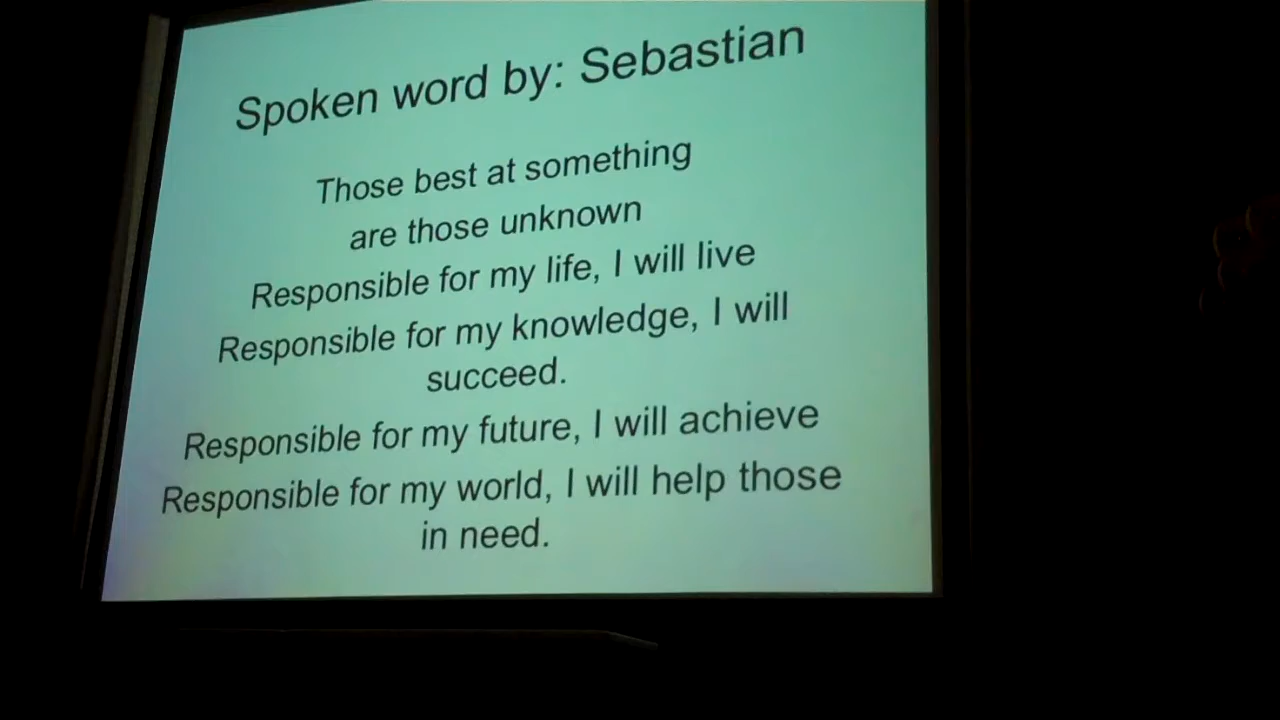 Spoken word by: Sebastian
Those best at something
are those unknown
Responsible for my life, I will live
Responsible for my knowledge, I will
succeed.
Responsible for my future, I will achieve
Responsible for my world, I will help those
in need.